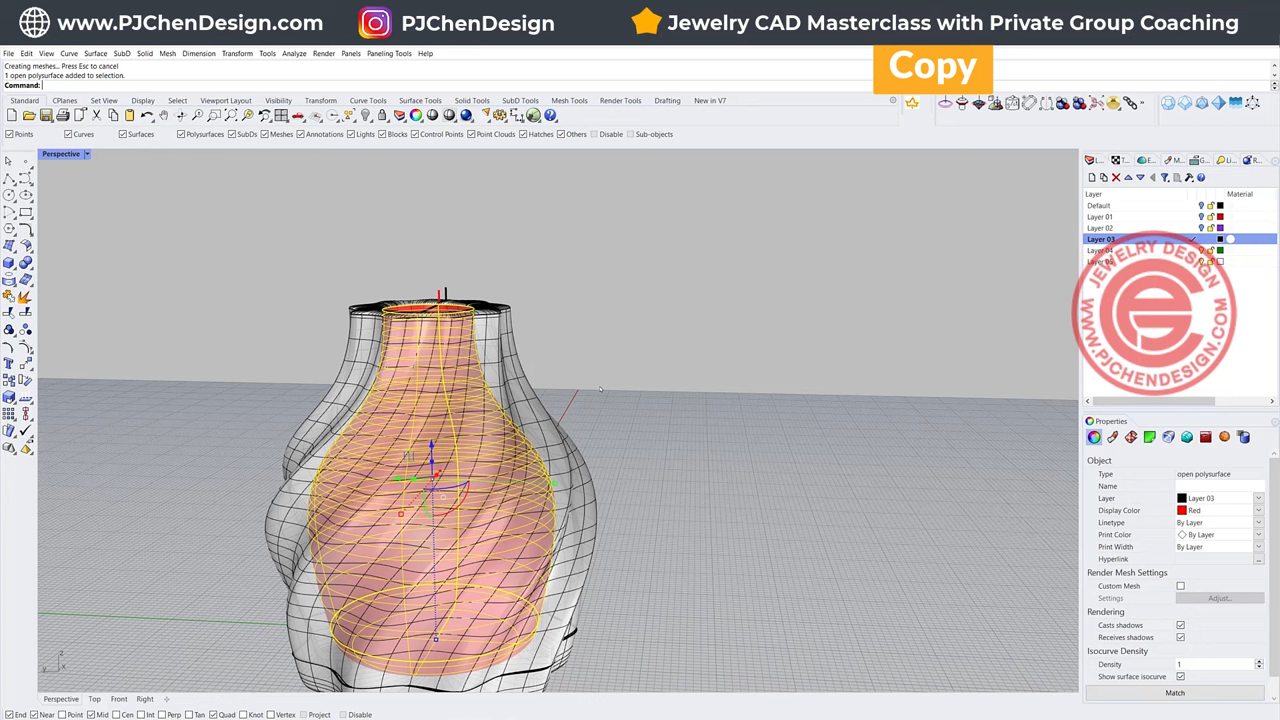 www.PJChenDesign.com PJChenDesign Jewelry CAD Masterclass with Private Group Coaching
File Edit View Curve Surface SubD Solid Mesh Dimension Transform Tools Analyze Render Panels Paneling Tools Help
Creating meshes... Press Esc to cancel
1 open polysurface added to selection.
Command:
Copy
Standard CPlanes Set View Display Select Viewport Layout Visibility Transform Curve Tools Surface Tools Solid Tools SubD Tools Mesh Tools Render Tools Drafting New in V7
Points Curves Surfaces Polysurfaces SubDs Meshes Annotations Lights Blocks Control Points Point Clouds Hatches Others Disable Sub-objects
Perspective
Layer Material
Default
Layer 01
Layer 02
Layer 03
JEWELRY DESIGN
WWW.PJCHENDESIGN.COM
Properties
Object
Type open polysurface
Name
Layer Layer 03
Display Color Red
Linetype By Layer
Print Color By Layer
Print Width By Layer
Hyperlink ...
Render Mesh Settings
Custom Mesh
Settings Adjust...
Rendering
Casts shadows
Receives shadows
Isocurve Density
Density 1
Show surface isocurve
Match
z
y x
Perspective Top Front Right
End Near Point Mid Cen Int Perp Tan Quad Knot Vertex Project Disable